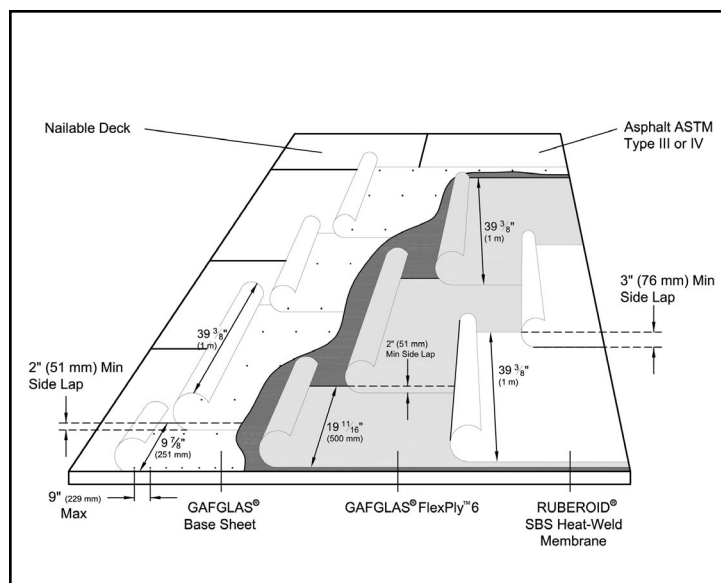 Nailable Deck
Asphalt ASTM
Type III or IV
39 3/8"
(1 m)
3" (76 mm) Min
Side Lap
39 3/8"
(1 m)
2" (51 mm)
Min Side Lap
39 3/8"
(1 m)
2" (51 mm) Min
Side Lap
9 7/8"
(251 mm)
19 11/16"
(500 mm)
9" (229 mm)
Max
GAFGLAS®
Base Sheet
GAFGLAS® FlexPly™ 6
RUBEROID®
SBS Heat-Weld
Membrane